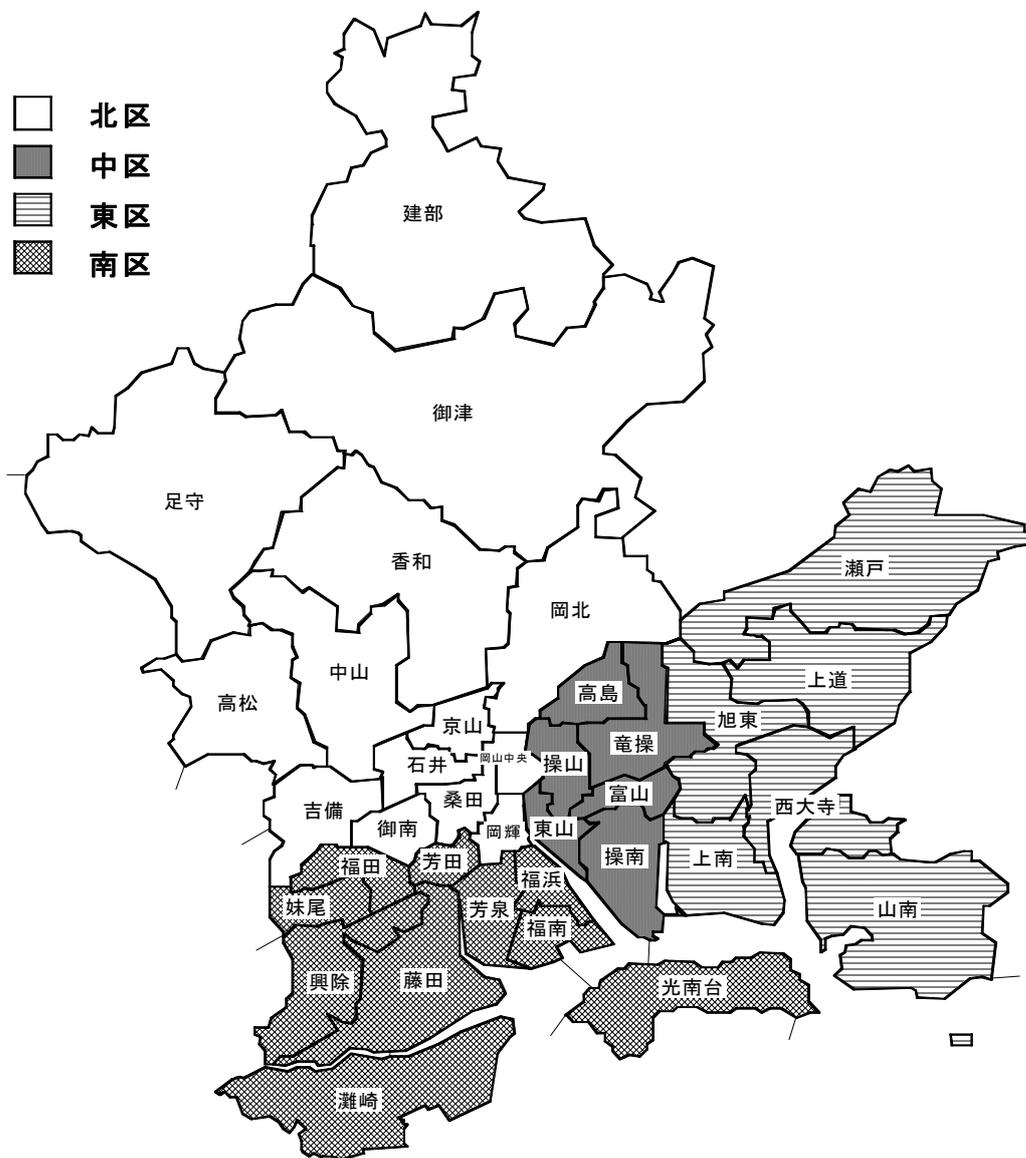 北区
中区
東区
南区
建部
御津
足守
香和
瀬戸
岡北
中山
上道
高松
高島
京山
旭東
竜操
岡山中央
石井
操山
富山
桑田
西大寺
吉備
御南
岡輝
東山
操南
上南
福田
芳田
福浜
妹尾
芳泉
山南
福南
興除
藤田
光南台
灘崎